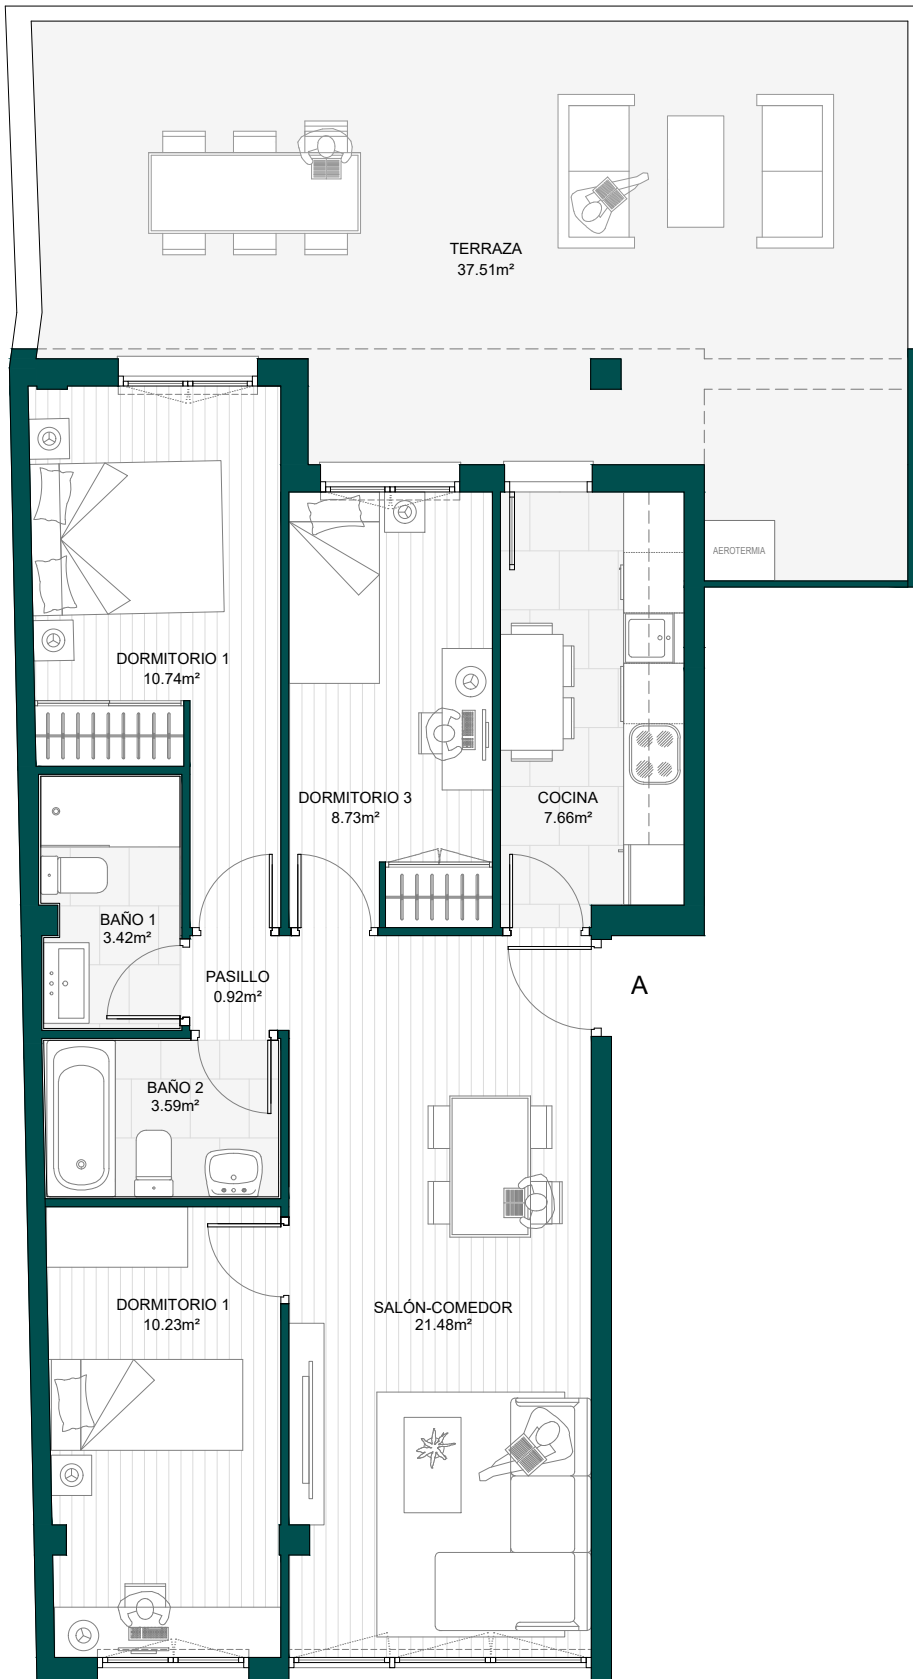 TERRAZA
37.51m²
AEROTERMIA
DORMITORIO 1
10.74m²
DORMITORIO 3
8.73m²
COCINA
7.66m²
BAÑO 1
3.42m²
PASILLO
0.92m²
A
BAÑO 2
3.59m²
DORMITORIO 1
10.23m²
SALÓN-COMEDOR
21.48m²